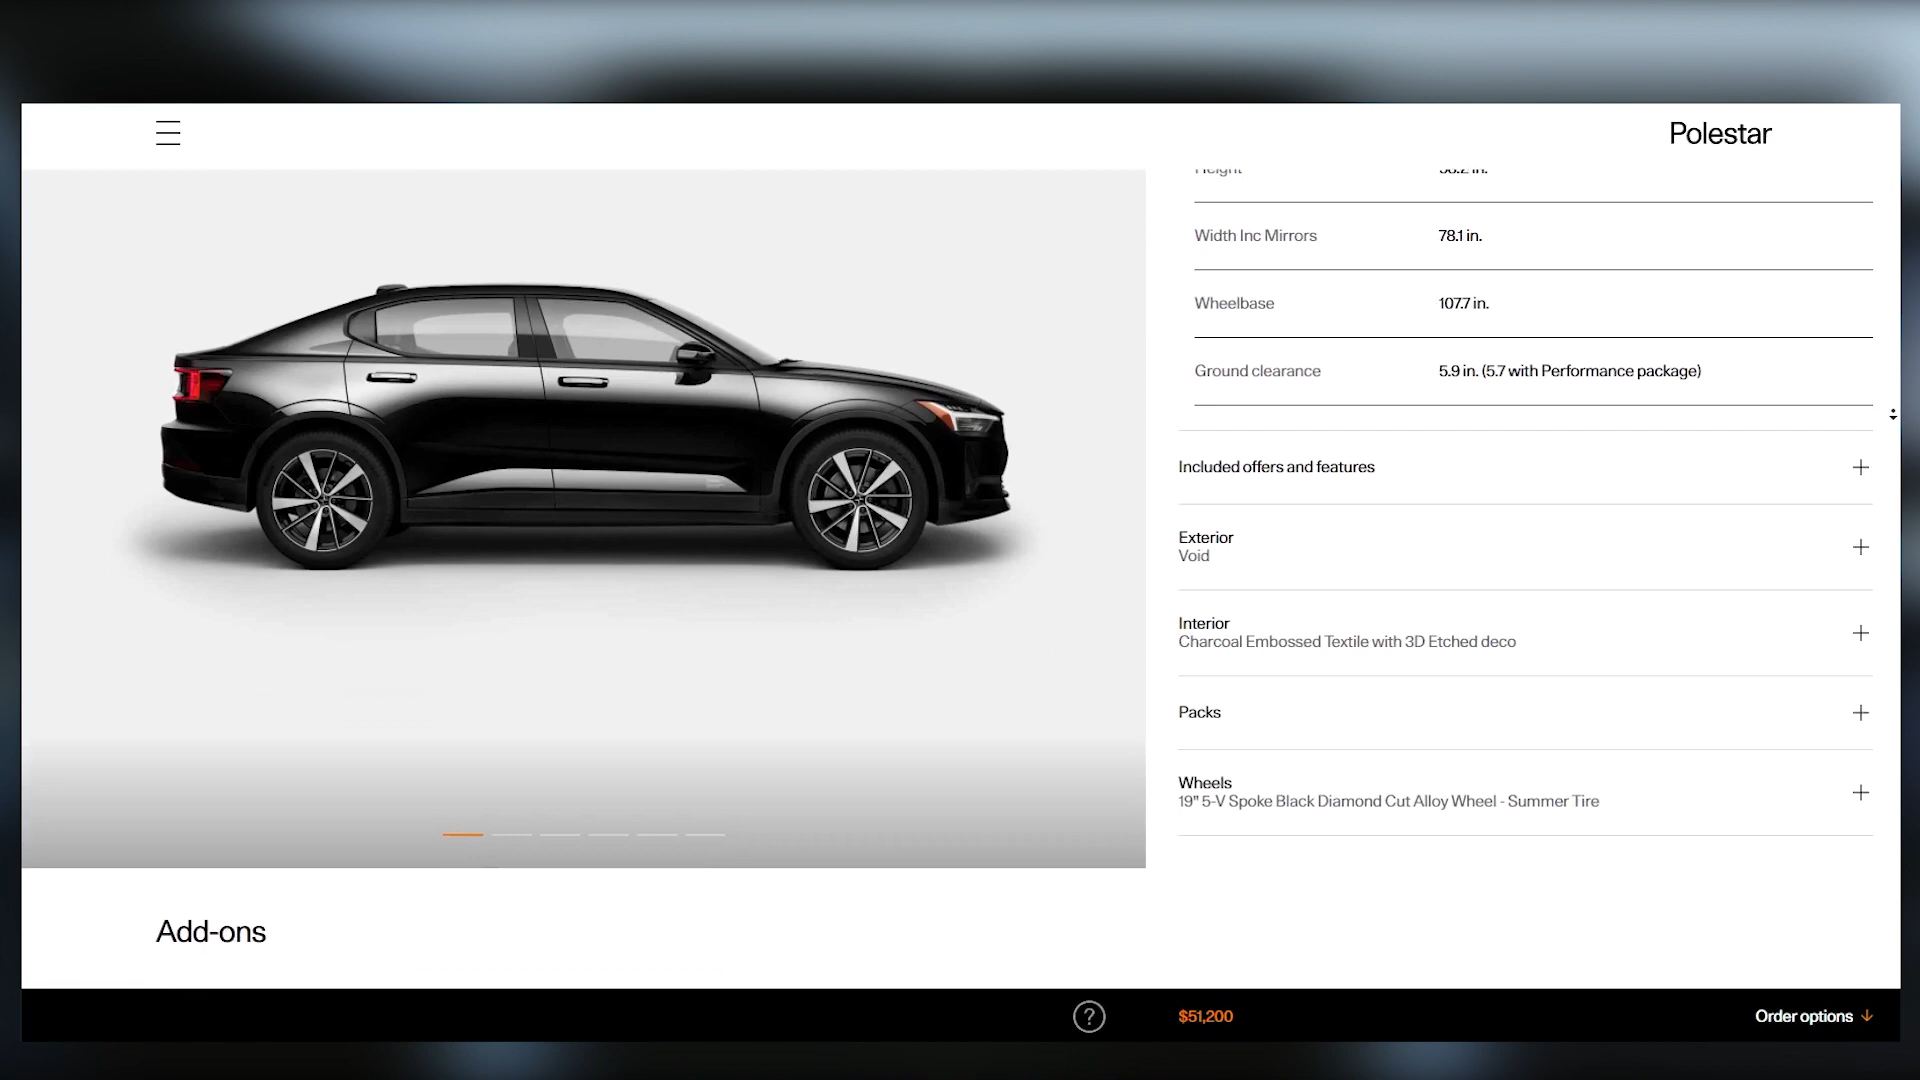 Polestar
Height
Width Inc Mirrors 78.1 in.
Wheelbase 107.7 in.
Ground clearance 5.9 in. (5.7 with Performance package)
Included offers and features
Exterior
Void
Interior
Charcoal Embossed Textile with 3D Etched deco
Packs
Wheels
19" 5-V Spoke Black Diamond Cut Alloy Wheel - Summer Tire
Add-ons
?
$51,200
Order options